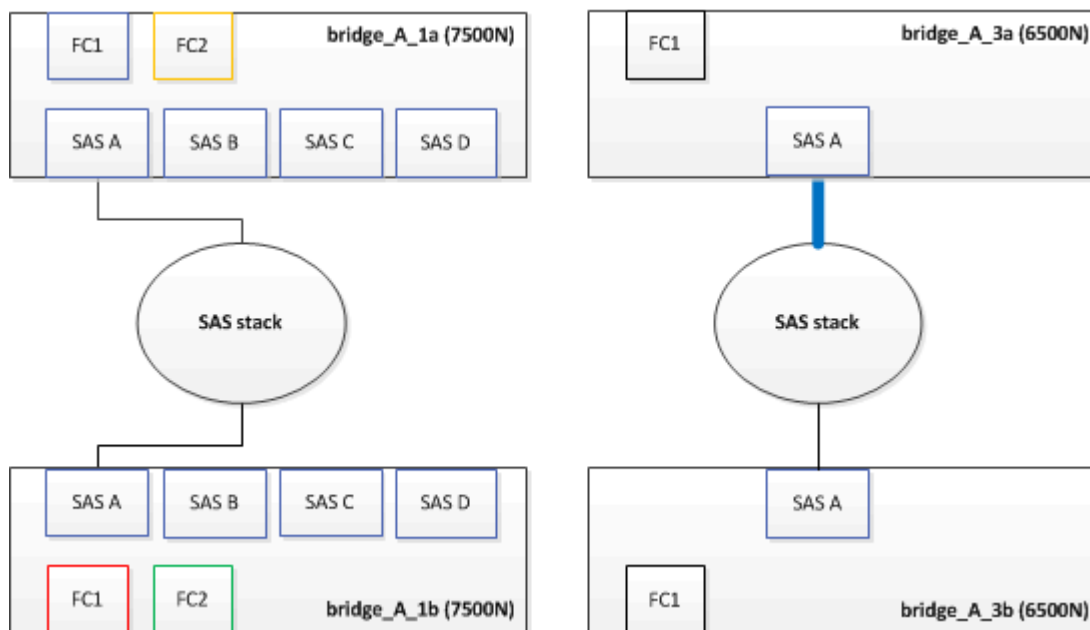 bridge_A_1a (7500N)
FC1
FC2
SAS A
SAS B
SAS C
SAS D
SAS stack
SAS A
SAS B
SAS C
SAS D
FC1
FC2
bridge_A_1b (7500N)
bridge_A_3a (6500N)
FC1
SAS A
SAS stack
SAS A
FC1
bridge_A_3b (6500N)